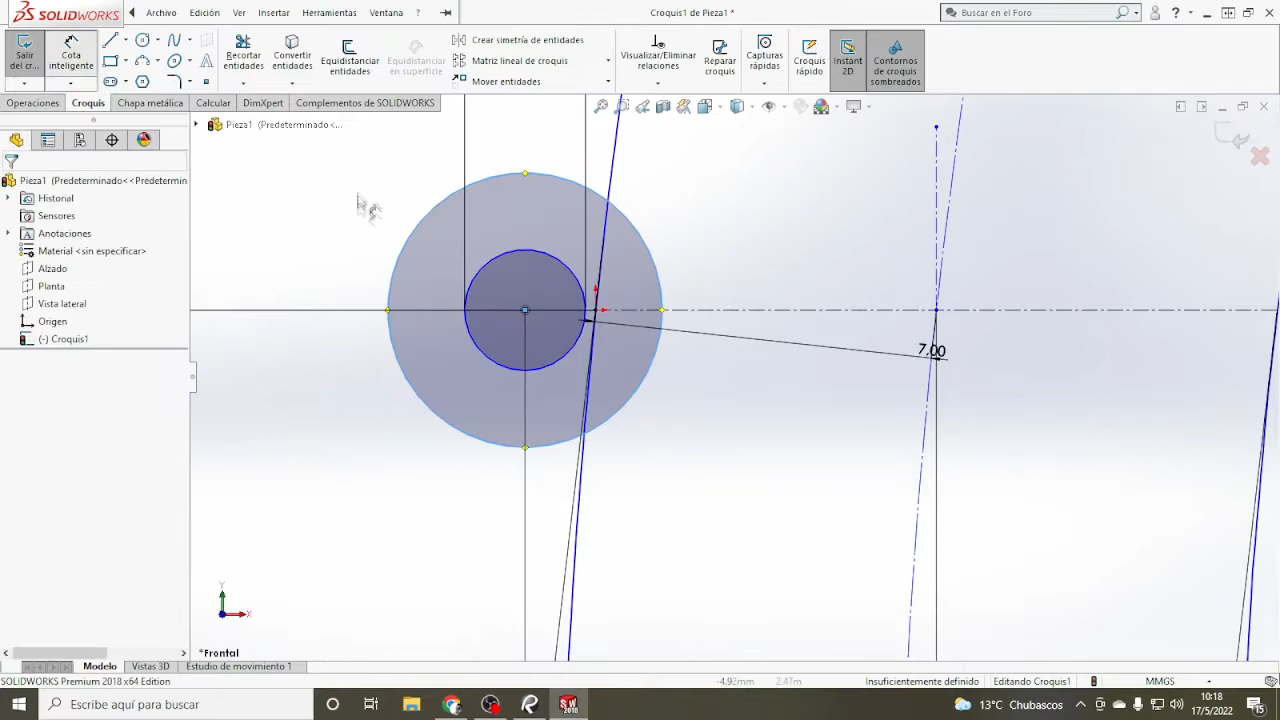 SOLIDWORKS
Archivo Edición Ver Insertar Herramientas Ventana ?
Croquis1 de Pieza1 *
Buscar en el Foro
?
Salir del cr...
Cota inteligente
Recortar entidades
Convertir entidades
Equidistanciar entidades
Equidistanciar en superficie
Crear simetría de entidades
Matriz lineal de croquis
Mover entidades
Visualizar/Eliminar relaciones
Reparar croquis
Capturas rápidas
Croquis rápido
Instant 2D
Contornos de croquis sombreados
Operaciones Croquis Chapa metálica Calcular DimXpert Complementos de SOLIDWORKS
Pieza1 (Predeterminado <...
Pieza1 (Predeterminado<<Predetermin
Historial
Sensores
Anotaciones
Material <sin especificar>
Alzado
Planta
Vista lateral
Origen
(-) Croquis1
7,00
Y
X
*Frontal
Modelo Vistas 3D Estudio de movimiento 1
SOLIDWORKS Premium 2018 x64 Edition
-4.92mm 2.47m Insuficientemente definido Editando Croquis1 MMGS
Escribe aquí para buscar
SW
2018
13°C Chubascos
10:18
17/5/2022
15